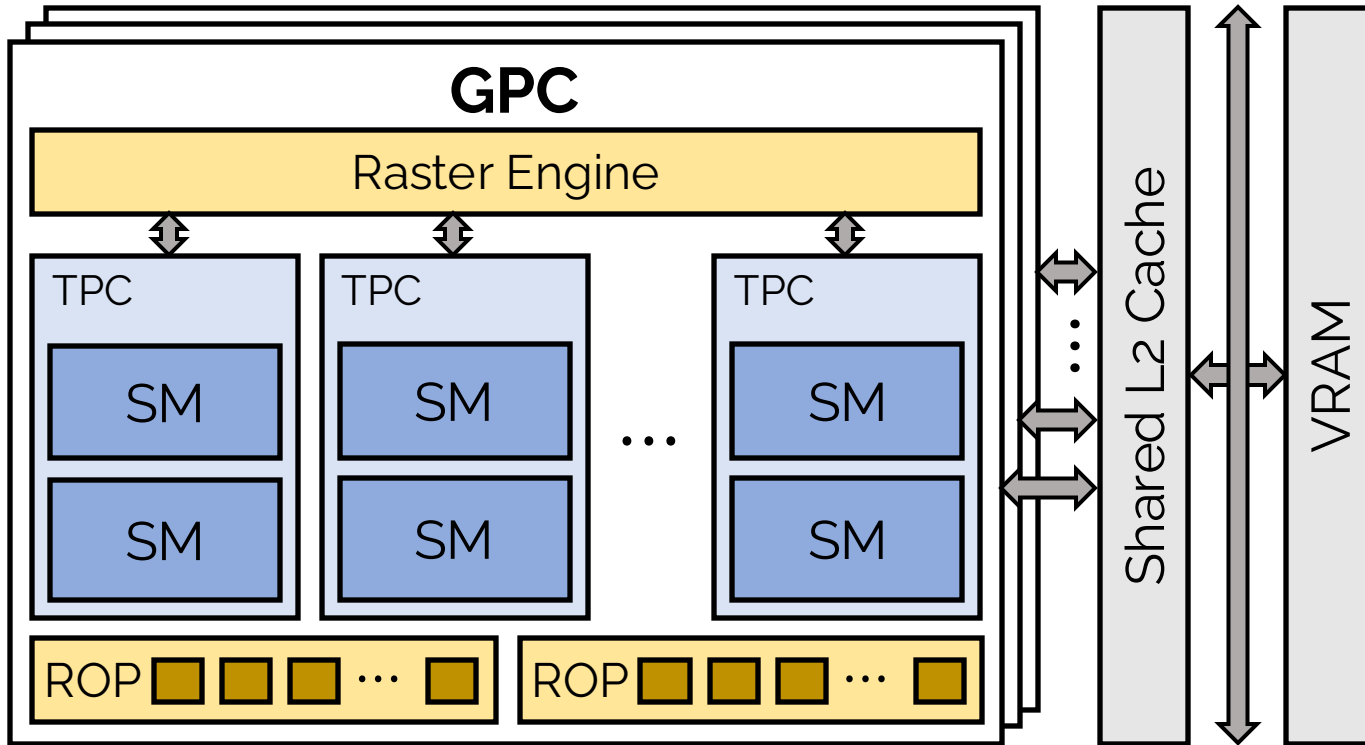 GPC
Raster Engine
TPC
TPC
TPC
SM
SM
SM
...
SM
SM
SM
ROP ...
ROP ...
...
Shared L2 Cache
VRAM